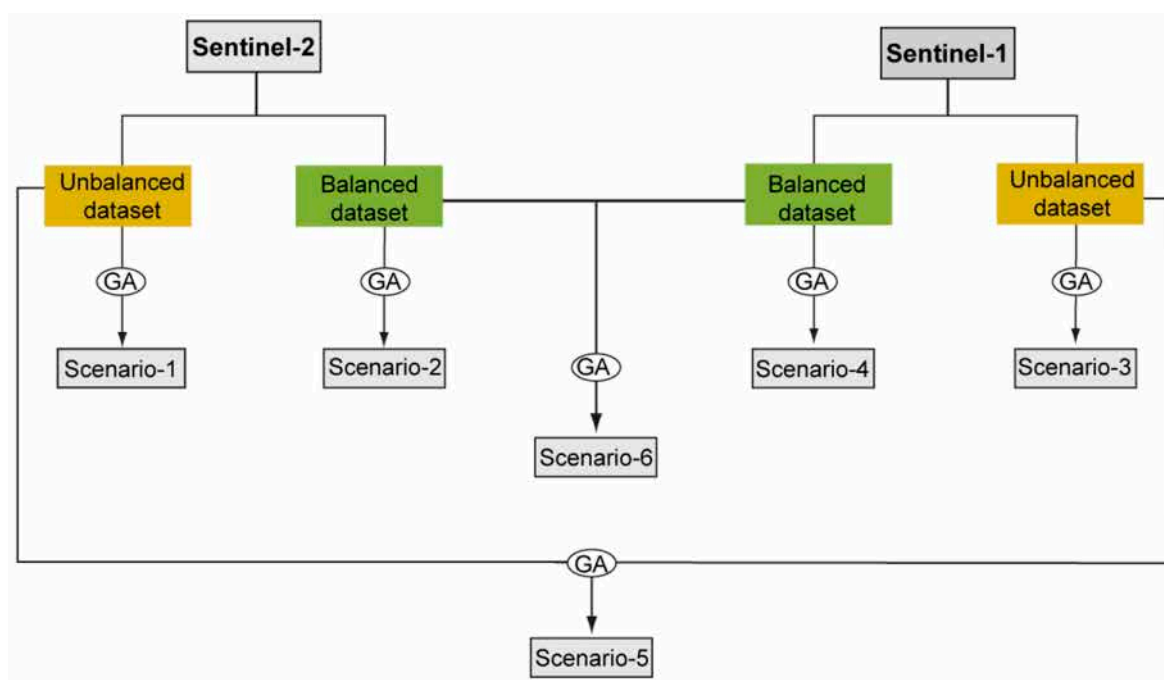 Sentinel-2
Sentinel-1
Unbalanced
dataset
Balanced
dataset
Balanced
dataset
Unbalanced
dataset
GA
GA
GA
GA
Scenario-1
Scenario-2
GA
Scenario-4
Scenario-3
Scenario-6
GA
Scenario-5